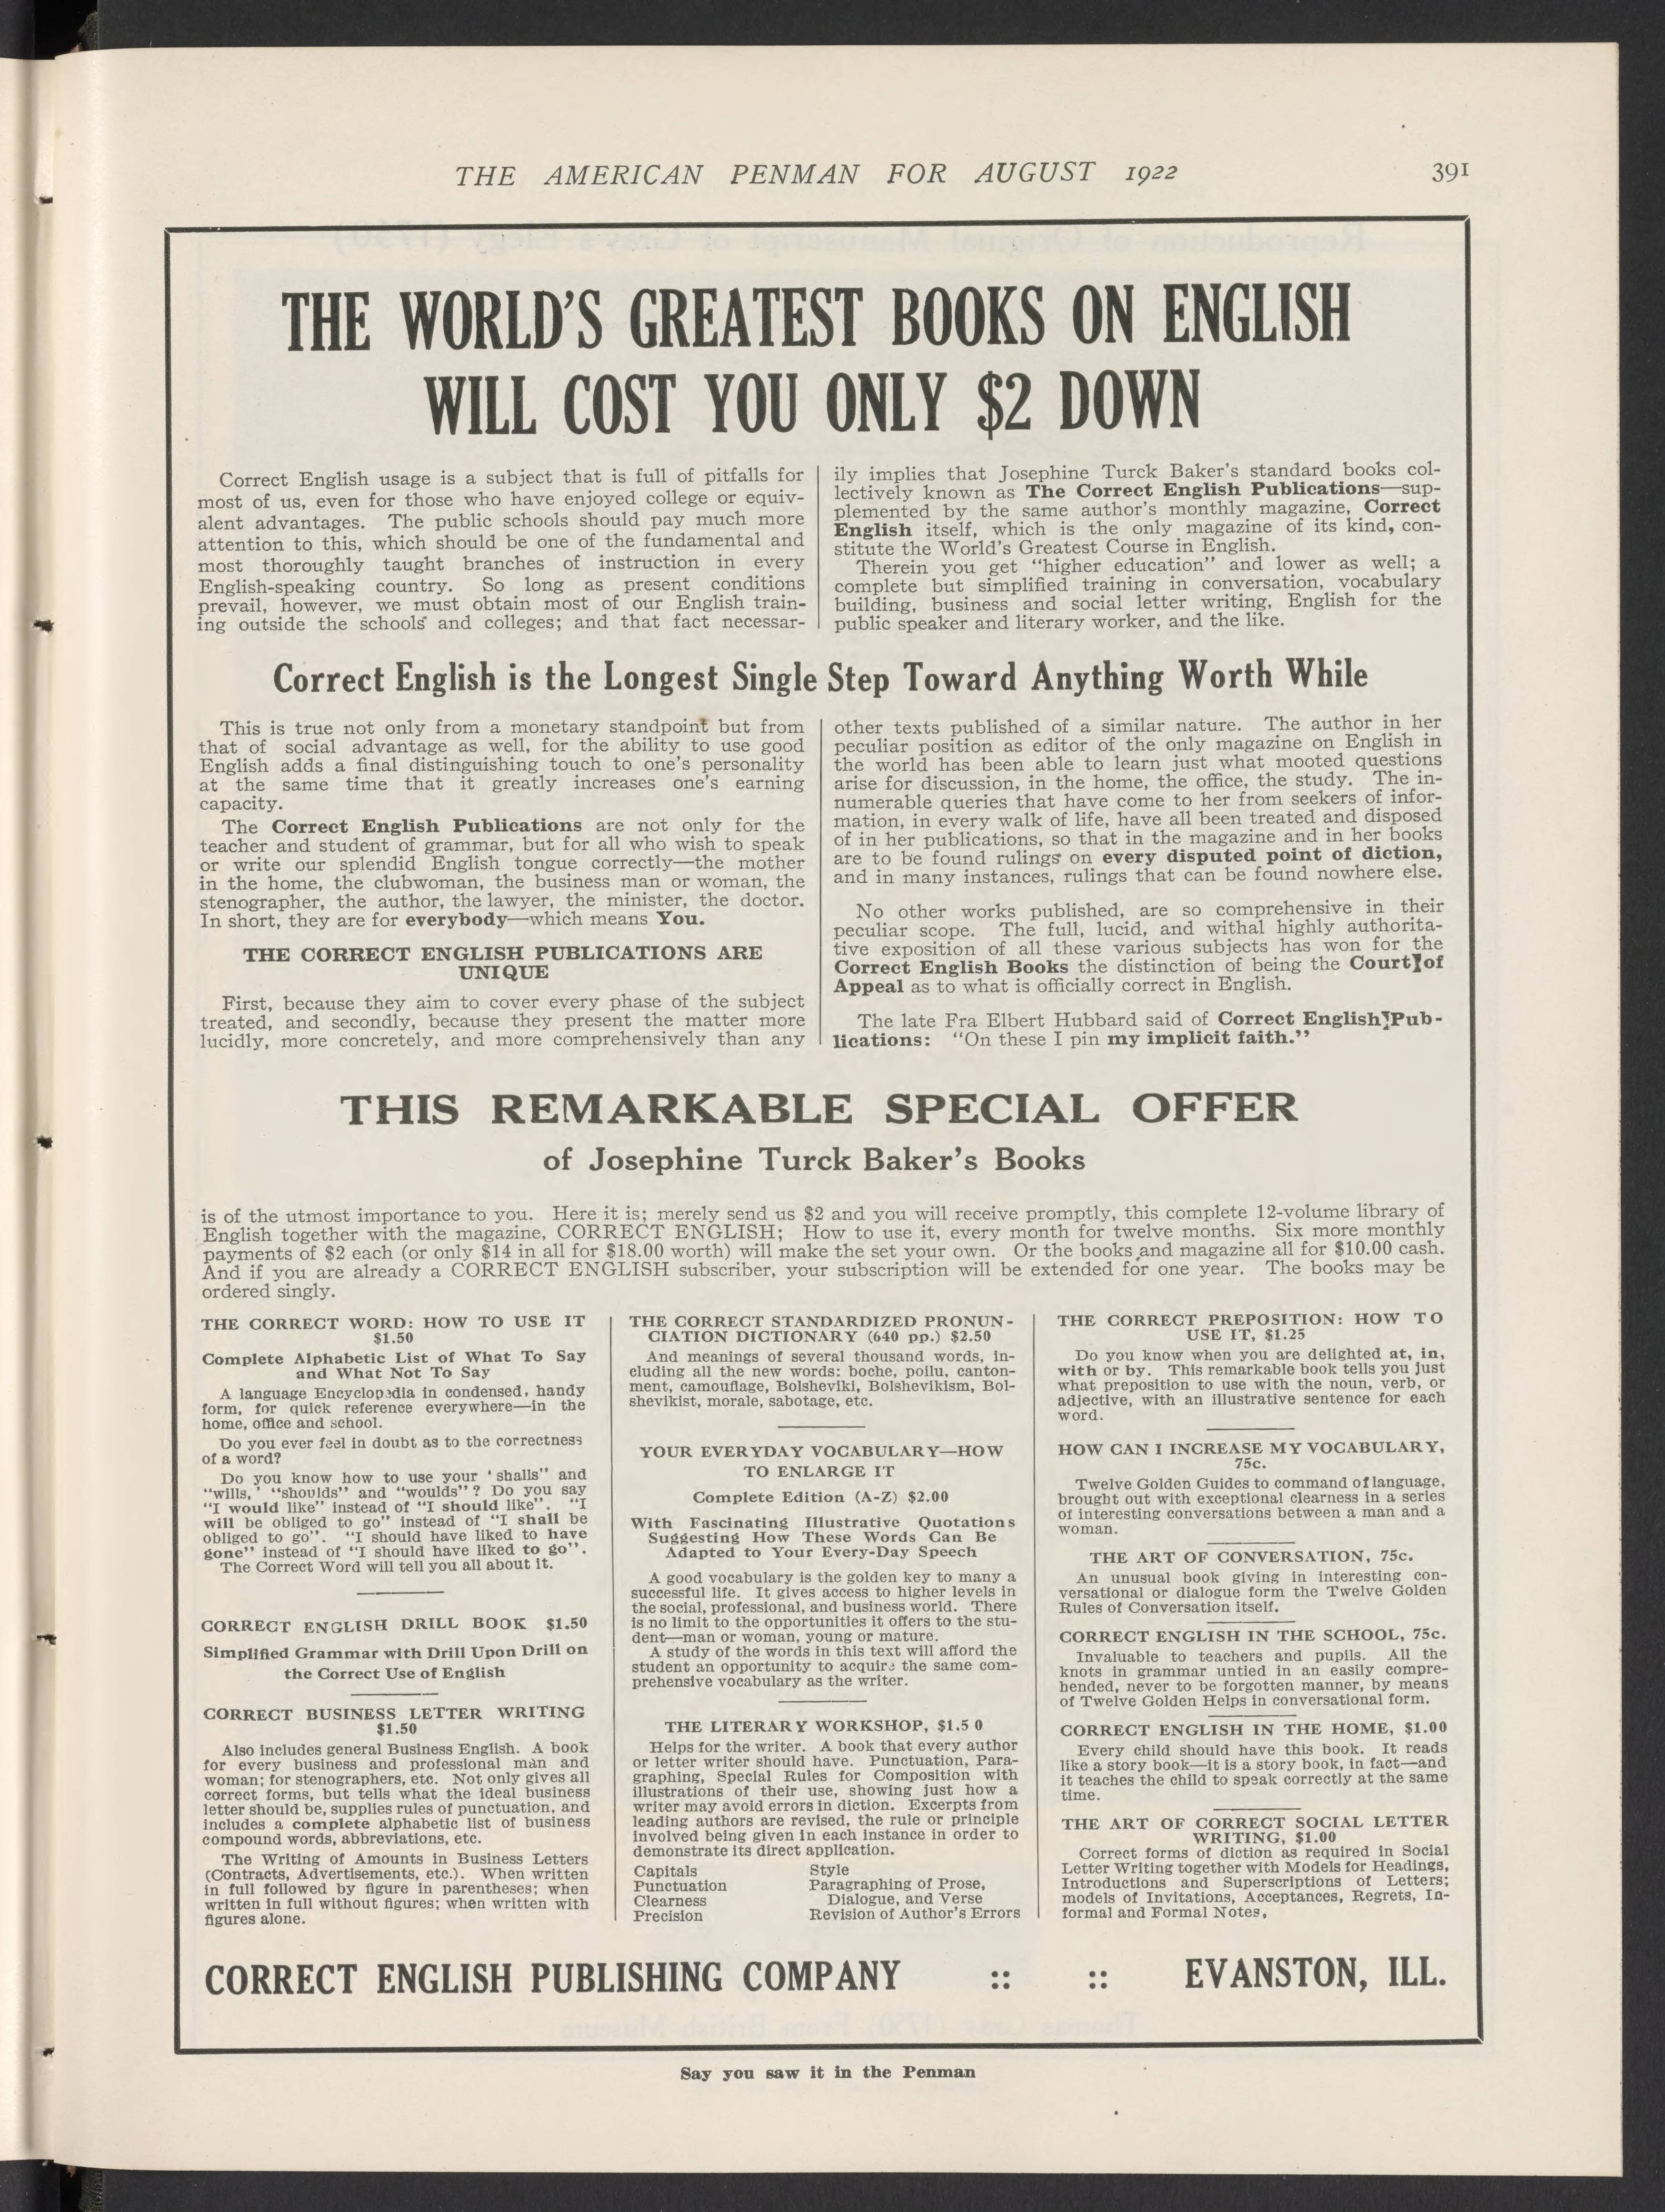 THE AMERICAN PENMAN FOR AUGUST 1922 391
THE WORLD'S GREATEST BOOKS ON ENGLISH
WILL COST YOU ONLY $2 DOWN
Correct English usage is a subject that is full of pitfalls for
most of us, even for those who have enjoyed college or equiv-
alent advantages. The public schools should pay much more
attention to this, which should be one of the fundamental and
most thoroughly taught branches of instruction in every
English-speaking country. So long as present conditions
prevail, however, we must obtain most of our English train-
ing outside the schools and colleges; and that fact necessar-
ily implies that Josephine Turck Baker's standard books col-
lectively known as The Correct English Publications—sup-
plemented by the same author's monthly magazine, Correct
English itself, which is the only magazine of its kind, con-
stitute the World's Greatest Course in English.
Therein you get "higher education" and lower as well; a
complete but simplified training in conversation, vocabulary
building, business and social letter writing, English for the
public speaker and literary worker, and the like.
Correct English is the Longest Single Step Toward Anything Worth While
This is true not only from a monetary standpoint but from
that of social advantage as well, for the ability to use good
English adds a final distinguishing touch to one's personality
at the same time that it greatly increases one's earning
capacity.
The Correct English Publications are not only for the
teacher and student of grammar, but for all who wish to speak
or write our splendid English tongue correctly—the mother
in the home, the clubwoman, the business man or woman, the
stenographer, the author, the lawyer, the minister, the doctor.
In short, they are for everybody—which means You.
THE CORRECT ENGLISH PUBLICATIONS ARE
UNIQUE
First, because they aim to cover every phase of the subject
treated, and secondly, because they present the matter more
lucidly, more concretely, and more comprehensively than any
other texts published of a similar nature. The author in her
peculiar position as editor of the only magazine on English in
the world has been able to learn just what mooted questions
arise for discussion, in the home, the office, the study. The in-
numerable queries that have come to her from seekers of infor-
mation, in every walk of life, have all been treated and disposed
of in her publications, so that in the magazine and in her books
are to be found rulings on every disputed point of diction,
and in many instances, rulings that can be found nowhere else.
No other works published, are so comprehensive in their
peculiar scope. The full, lucid, and withal highly authorita-
tive exposition of all these various subjects has won for the
Correct English Books the distinction of being the Court of
Appeal as to what is officially correct in English.
The late Fra Elbert Hubbard said of Correct English Pub-
lications: "On these I pin my implicit faith."
THIS REMARKABLE SPECIAL OFFER
of Josephine Turck Baker's Books
is of the utmost importance to you. Here it is; merely send us $2 and you will receive promptly, this complete 12-volume library of
English together with the magazine, CORRECT ENGLISH; How to use it, every month for twelve months. Six more monthly
payments of $2 each (or only $14 in all for $18.00 worth) will make the set your own. Or the books and magazine all for $10.00 cash.
And if you are already a CORRECT ENGLISH subscriber, your subscription will be extended for one year. The books may be
ordered singly.
THE CORRECT WORD: HOW TO USE IT
$1.50
Complete Alphabetic List of What To Say
and What Not To Say
A language Encyclopædia in condensed, handy
form, for quick reference everywhere—in the
home, office and school.
Do you ever feel in doubt as to the correctness
of a word?
Do you know how to use your 'shalls" and
"wills,' "shoulds" and "woulds"? Do you say
"I would like" instead of "I should like". "I
will be obliged to go" instead of "I shall be
obliged to go". "I should have liked to have
gone" instead of "I should have liked to go".
The Correct Word will tell you all about it.
CORRECT ENGLISH DRILL BOOK $1.50
Simplified Grammar with Drill Upon Drill on
the Correct Use of English
CORRECT BUSINESS LETTER WRITING
$1.50
Also includes general Business English. A book
for every business and professional man and
woman; for stenographers, etc. Not only gives all
correct forms, but tells what the ideal business
letter should be, supplies rules of punctuation, and
includes a complete alphabetic list of business
compound words, abbreviations, etc.
The Writing of Amounts in Business Letters
(Contracts, Advertisements, etc.). When written
in full followed by figure in parentheses; when
written in full without figures; when written with
figures alone.
THE CORRECT STANDARDIZED PRONUN-
CIATION DICTIONARY (640 pp.) $2.50
And meanings of several thousand words, in-
cluding all the new words: boche, poilu, canton-
ment, camouflage, Bolsheviki, Bolshevikism, Bol-
shevikist, morale, sabotage, etc.
YOUR EVERYDAY VOCABULARY—HOW
TO ENLARGE IT
Complete Edition (A-Z) $2.00
With Fascinating Illustrative Quotations
Suggesting How These Words Can Be
Adapted to Your Every-Day Speech
A good vocabulary is the golden key to many a
successful life. It gives access to higher levels in
the social, professional, and business world. There
is no limit to the opportunities it offers to the stu-
dent—man or woman, young or mature.
A study of the words in this text will afford the
student an opportunity to acquire the same com-
prehensive vocabulary as the writer.
THE LITERARY WORKSHOP, $1.5 0
Helps for the writer. A book that every author
or letter writer should have. Punctuation, Para-
graphing, Special Rules for Composition with
illustrations of their use, showing just how a
writer may avoid errors in diction. Excerpts from
leading authors are revised, the rule or principle
involved being given in each instance in order to
demonstrate its direct application.
Capitals Style
Punctuation Paragraphing of Prose,
Clearness Dialogue, and Verse
Precision Revision of Author's Errors
THE CORRECT PREPOSITION: HOW TO
USE IT, $1.25
Do you know when you are delighted at, in,
with or by. This remarkable book tells you just
what preposition to use with the noun, verb, or
adjective, with an illustrative sentence for each
word.
HOW CAN I INCREASE MY VOCABULARY,
75c.
Twelve Golden Guides to command of language,
brought out with exceptional clearness in a series
of interesting conversations between a man and a
woman.
THE ART OF CONVERSATION, 75c.
An unusual book giving in interesting con-
versational or dialogue form the Twelve Golden
Rules of Conversation itself.
CORRECT ENGLISH IN THE SCHOOL, 75c.
Invaluable to teachers and pupils. All the
knots in grammar untied in an easily compre-
hended, never to be forgotten manner, by means
of Twelve Golden Helps in conversational form.
CORRECT ENGLISH IN THE HOME, $1.00
Every child should have this book. It reads
like a story book—it is a story book, in fact—and
it teaches the child to speak correctly at the same
time.
THE ART OF CORRECT SOCIAL LETTER
WRITING, $1.00
Correct forms of diction as required in Social
Letter Writing together with Models for Headings,
Introductions and Superscriptions of Letters;
models of Invitations, Acceptances, Regrets, In-
formal and Formal Notes,
CORRECT ENGLISH PUBLISHING COMPANY :: :: EVANSTON, ILL.
Say you saw it in the Penman